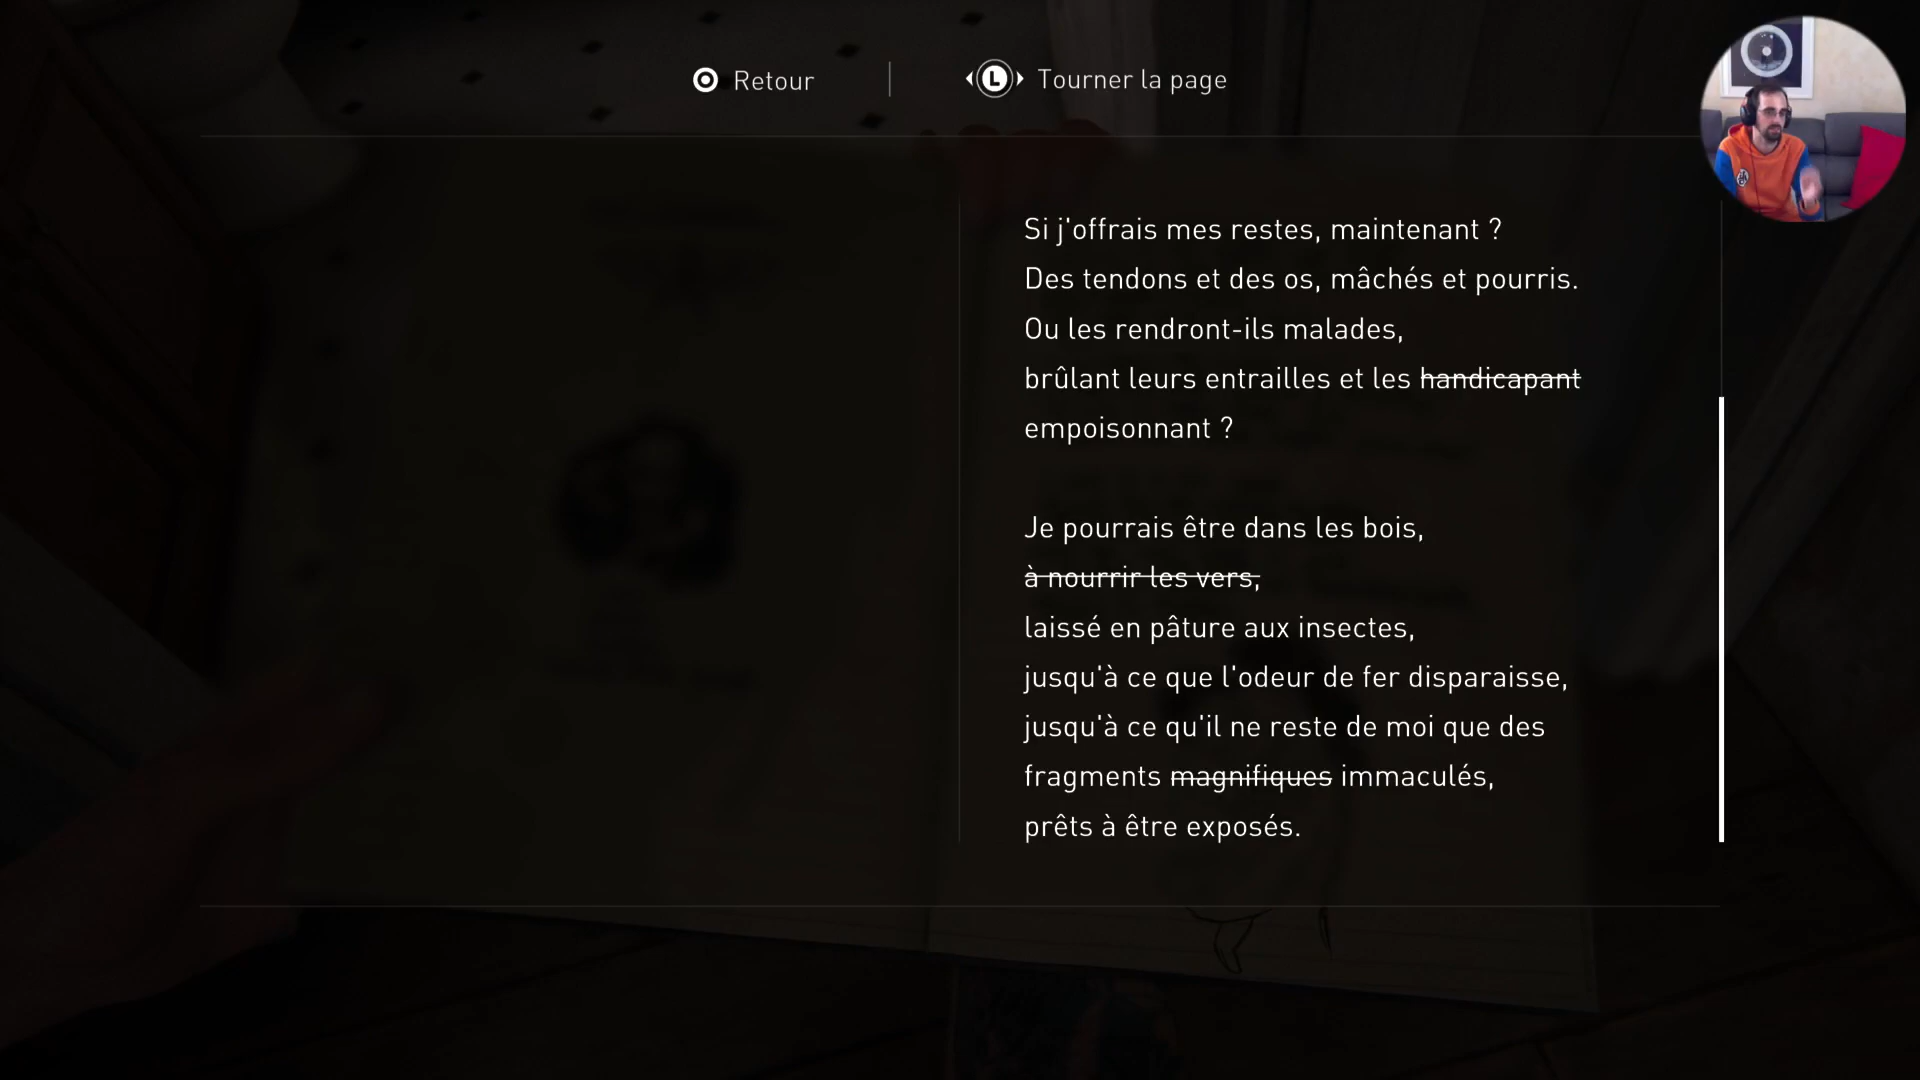 Retour
L Tourner la page
Si j'offrais mes restes, maintenant ?
Des tendons et des os, mâchés et pourris.
Ou les rendront-ils malades,
brûlant leurs entrailles et les handicapant
empoisonnant ?
Je pourrais être dans les bois,
à nourrir les vers,
laissé en pâture aux insectes,
jusqu'à ce que l'odeur de fer disparaisse,
jusqu'à ce qu'il ne reste de moi que des
fragments magnifiques immaculés,
prêts à être exposés.